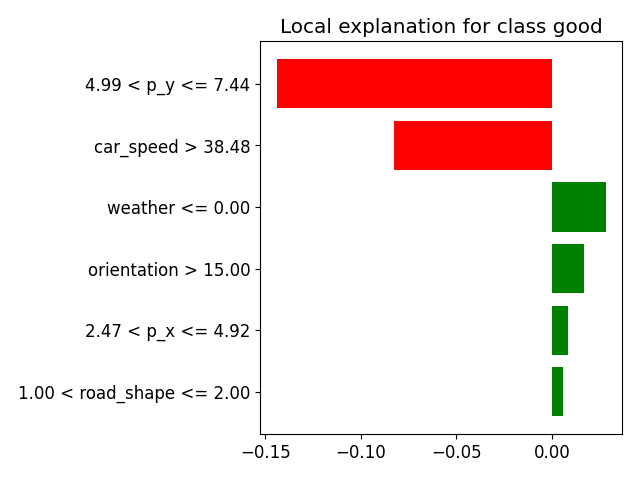 Local explanation for class good
4.99 < p_y <= 7.44
car_speed > 38.48
weather <= 0.00
orientation > 15.00
2.47 < p_x <= 4.92
1.00 < road_shape <= 2.00
−0.15 −0.10 −0.05 0.00